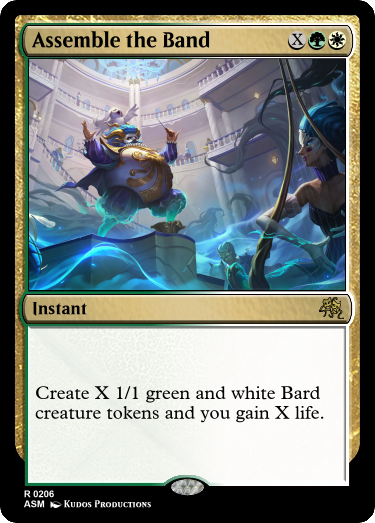 Assemble the Band X
Instant
Create X 1/1 green and white Bard
creature tokens and you gain X life.
R 0206
ASM Kudos Productions